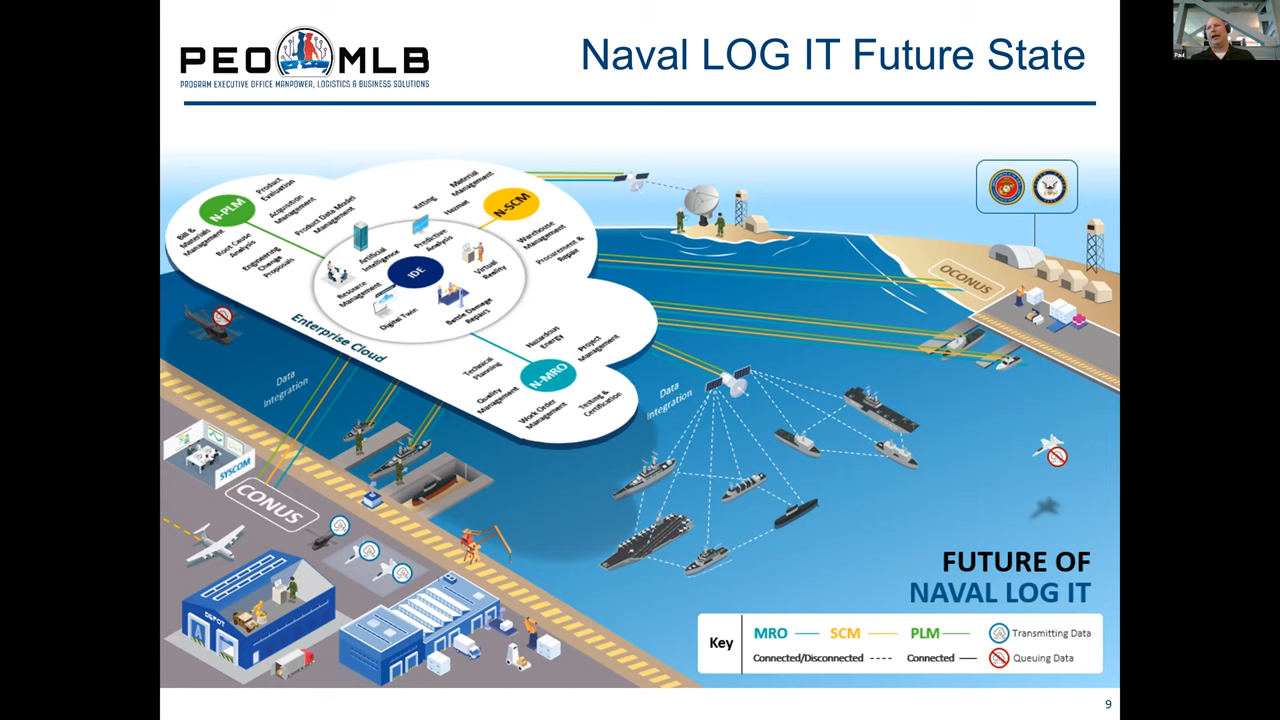 PEO MLB
PROGRAM EXECUTIVE OFFICE MANPOWER, LOGISTICS & BUSINESS SOLUTIONS
Naval LOG IT Future State
Paul
N-PLM
Product
Evaluation
Acquisition
Management
Product Data Model
Management
Bill &
Materials
Management
Root Cause
Analysis
Engineering
Change
Proposals
N-SCM
Material
Management
Kitting
Hazmat
Warehouse
Management
Procurement &
Repair
IDE
Artificial
Intelligence
Predictive
Analysis
Virtual
Reality
Resource
Management
Digital Twin
Battle Damage
Repairs
Enterprise Cloud
N-MRO
Hazardous
Energy
Project
Management
Technical
Planning
Quality
Management
Work Order
Management
Testing &
Certification
Data
Integration
Data
Integration
OCONUS
SYSCOM
CONUS
DEPOT
FUTURE OF
NAVAL LOG IT
Key
MRO
SCM
PLM
Transmitting Data
Connected/Disconnected
Connected
Queuing Data
9